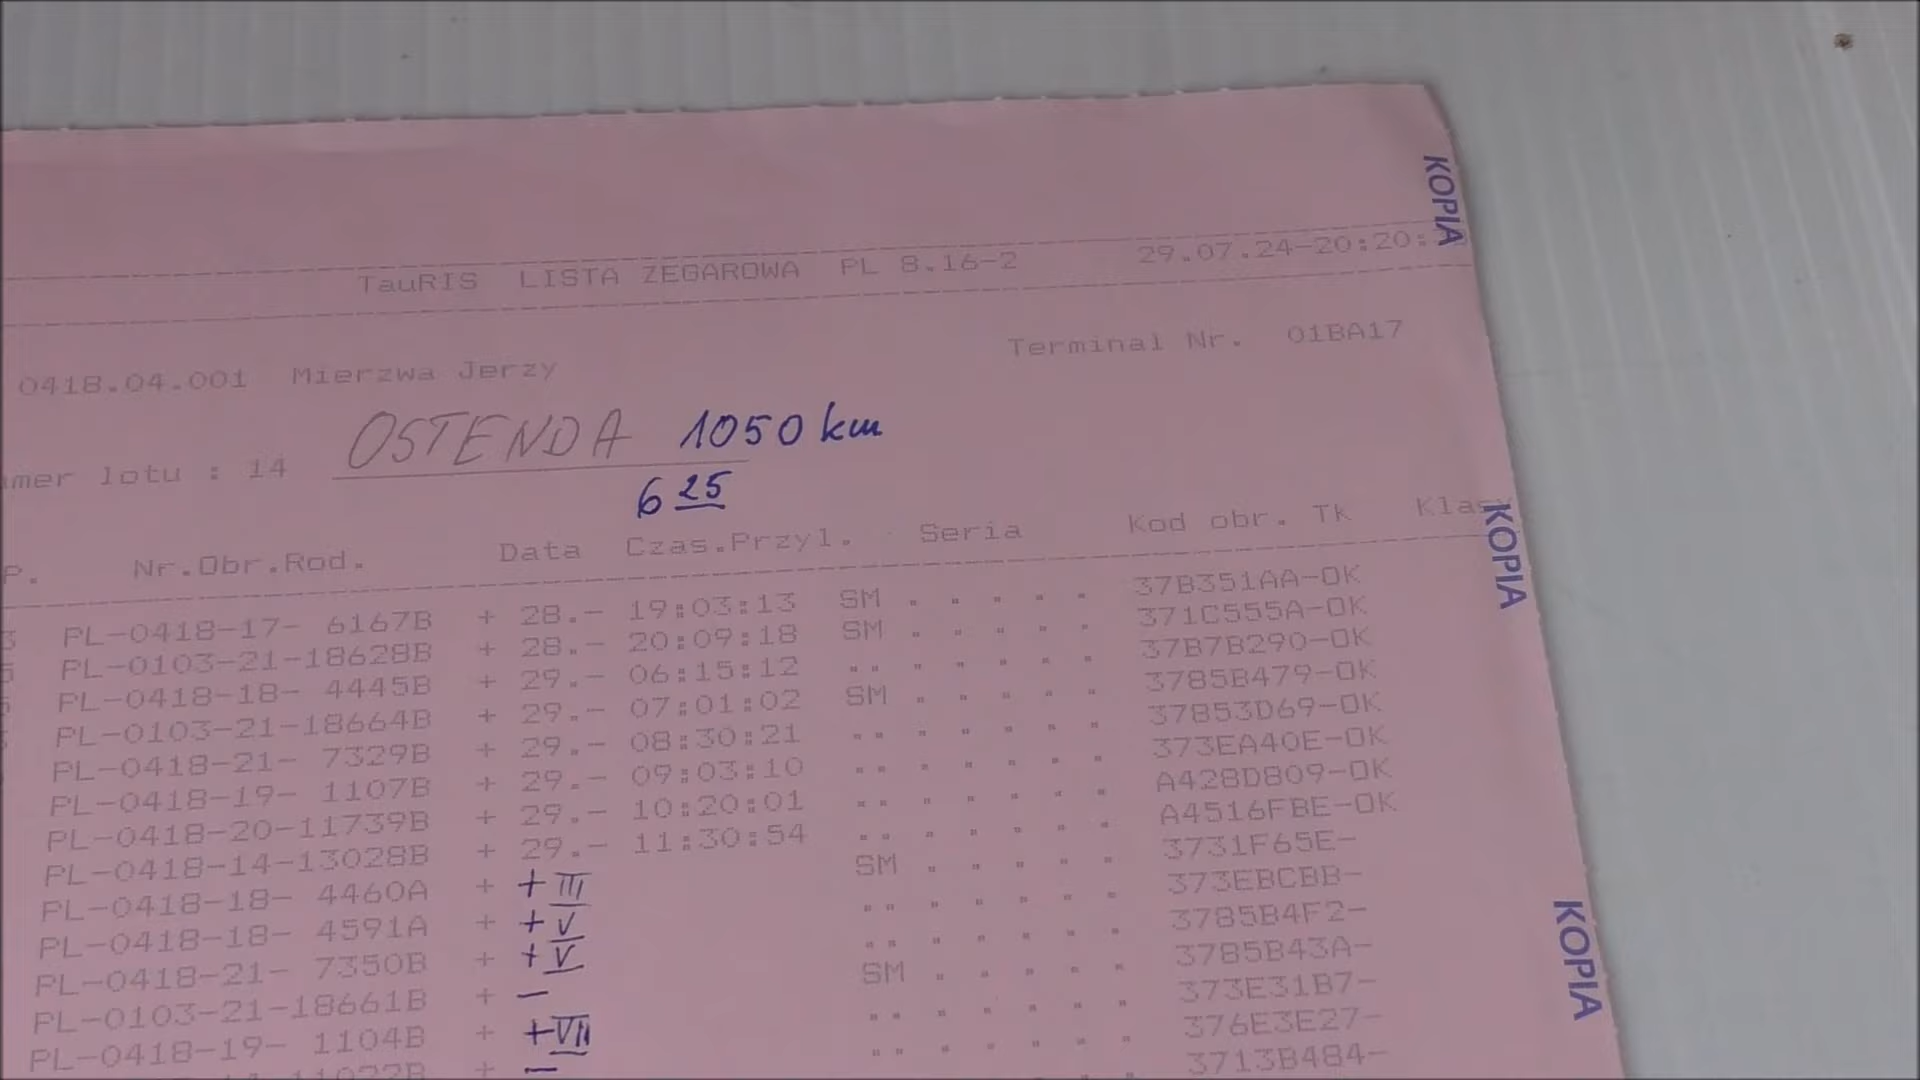 KOPIA
TauRIS LISTA ZEGAROWA PL 8.16-2 29.07.24-20:20:
Terminal Nr. 01BA17
0418.04.001 Mierzwa Jerzy
OSTENDA 1050 km
lotu : 14
6 25
Nr.Obr.Rod. Data Czas.Przyl. Seria Kod obr. Tk
KOPIA
PL-0418-17- 6167B + 28.- 19:03:13 SM . " " " " 37B351AA-OK
PL-0103-21-18628B + 28.- 20:09:18 SM . " " " " 371C555A-OK
PL-0418-18- 4445B + 29.- 06:15:12 "" " " " " 37B7B290-OK
PL-0103-21-18664B + 29.- 07:01:02 SM . " " " " 3785B479-OK
PL-0418-21- 7329B + 29.- 08:30:21 "" " " " " 37853D69-OK
PL-0418-19- 1107B + 29.- 09:03:10 "" " " " " 373EA40E-OK
PL-0418-20-11739B + 29.- 10:20:01 "" " " " " A428D809-OK
PL-0418-14-13028B + 29.- 11:30:54 "" " " " " A4516FBE-OK
PL-0418-18- 4460A + + III SM . " " " " 3731F65E-
PL-0418-18- 4591A + + V "" " " " " 373EBCBB-
PL-0418-21- 7350B + + V "" " " " " 3785B4F2-
PL-0103-21-18661B + — SM . " " " " 3785B43A-
PL-0418-19- 1104B + + VII "" " " " " 373E31B7-
+ — "" " " " " 376E3E27-
3713B484-
KOPIA